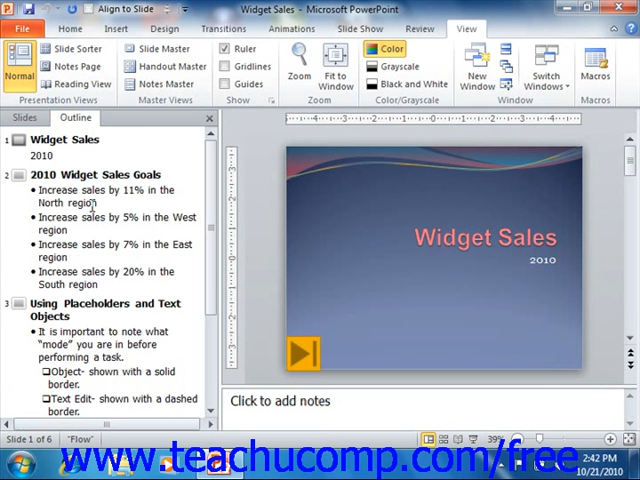 Align to Slide
Widget Sales - Microsoft PowerPoint
File Home Insert Design Transitions Animations Slide Show Review View
Normal
Slide Sorter
Notes Page
Reading View
Presentation Views
Slide Master
Handout Master
Notes Master
Master Views
Ruler
Gridlines
Guides
Show
Zoom
Fit to
Window
Zoom
Color
Grayscale
Black and White
Color/Grayscale
New
Window
Switch
Windows
Window
Macros
Macros
Slides Outline
1 Widget Sales
2010
2 2010 Widget Sales Goals
• Increase sales by 11% in the
North region
• Increase sales by 5% in the West
region
• Increase sales by 7% in the East
region
• Increase sales by 20% in the
South region
3 Using Placeholders and Text
Objects
• It is important to note what
“mode” you are in before
performing a task.
❑Object- shown with a solid
border.
❑Text Edit- shown with a dashed
border.
Widget Sales
2010
Click to add notes
Slide 1 of 6 "Flow" 39%
www.teachucomp.com/free
2:42 PM
10/21/2010